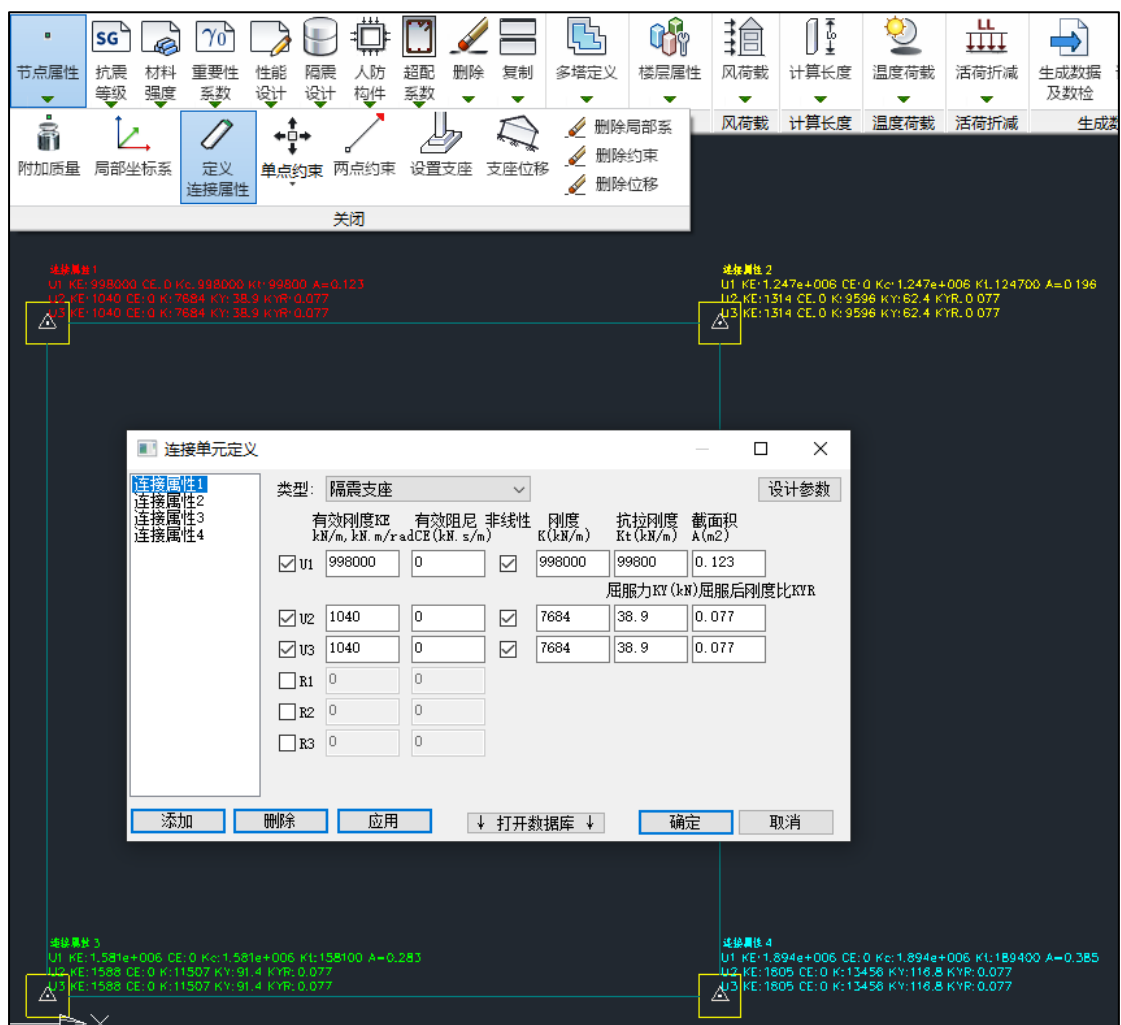 SG γ0 LL
节点属性 抗震等级 材料强度 重要性系数 性能设计 隔震设计 人防构件 超配系数 删除 复制 多塔定义 楼层属性 风荷载 计算长度 温度荷载 活荷折减 生成数据及数检
风荷载 计算长度 温度荷载 活荷折减 生成数
附加质量 局部坐标系 定义连接属性 单点约束 两点约束 设置支座 支座位移
删除局部系
删除约束
删除位移
关闭
连接属性1
U1 KE:998000 CE:0 Kc:998000 Kt:99800 A=0.123
U2 KE:1040 CE:0 K:7684 KY:38.9 KYR:0.077
U3 KE:1040 CE:0 K:7684 KY:38.9 KYR:0.077
连接属性2
U1 KE:1.247e+006 CE:0 Kc:1.247e+006 Kt:124700 A=0.196
U2 KE:1314 CE:0 K:9596 KY:62.4 KYR:0.077
U3 KE:1314 CE:0 K:9596 KY:62.4 KYR:0.077
连接单元定义
连接属性1
连接属性2
连接属性3
连接属性4
类型: 隔震支座 设计参数
有效刚度KE 有效阻尼 非线性 刚度 抗拉刚度 截面积
kN/m,kN.m/radCE(kN.s/m) K(kN/m) Kt(kN/m) A(m2)
U1 998000 0 998000 99800 0.123
屈服力KY(kN)屈服后刚度比KYR
U2 1040 0 7684 38.9 0.077
U3 1040 0 7684 38.9 0.077
R1 0 0
R2 0 0
R3 0 0
添加 删除 应用 ↓ 打开数据库 ↓ 确定 取消
连接属性3
U1 KE:1.581e+006 CE:0 Kc:1.581e+006 Kt:158100 A=0.283
U2 KE:1588 CE:0 K:11507 KY:91.4 KYR:0.077
U3 KE:1588 CE:0 K:11507 KY:91.4 KYR:0.077
连接属性4
U1 KE:1.894e+006 CE:0 Kc:1.894e+006 Kt:189400 A=0.385
U2 KE:1805 CE:0 K:13456 KY:116.8 KYR:0.077
U3 KE:1805 CE:0 K:13456 KY:116.8 KYR:0.077
X